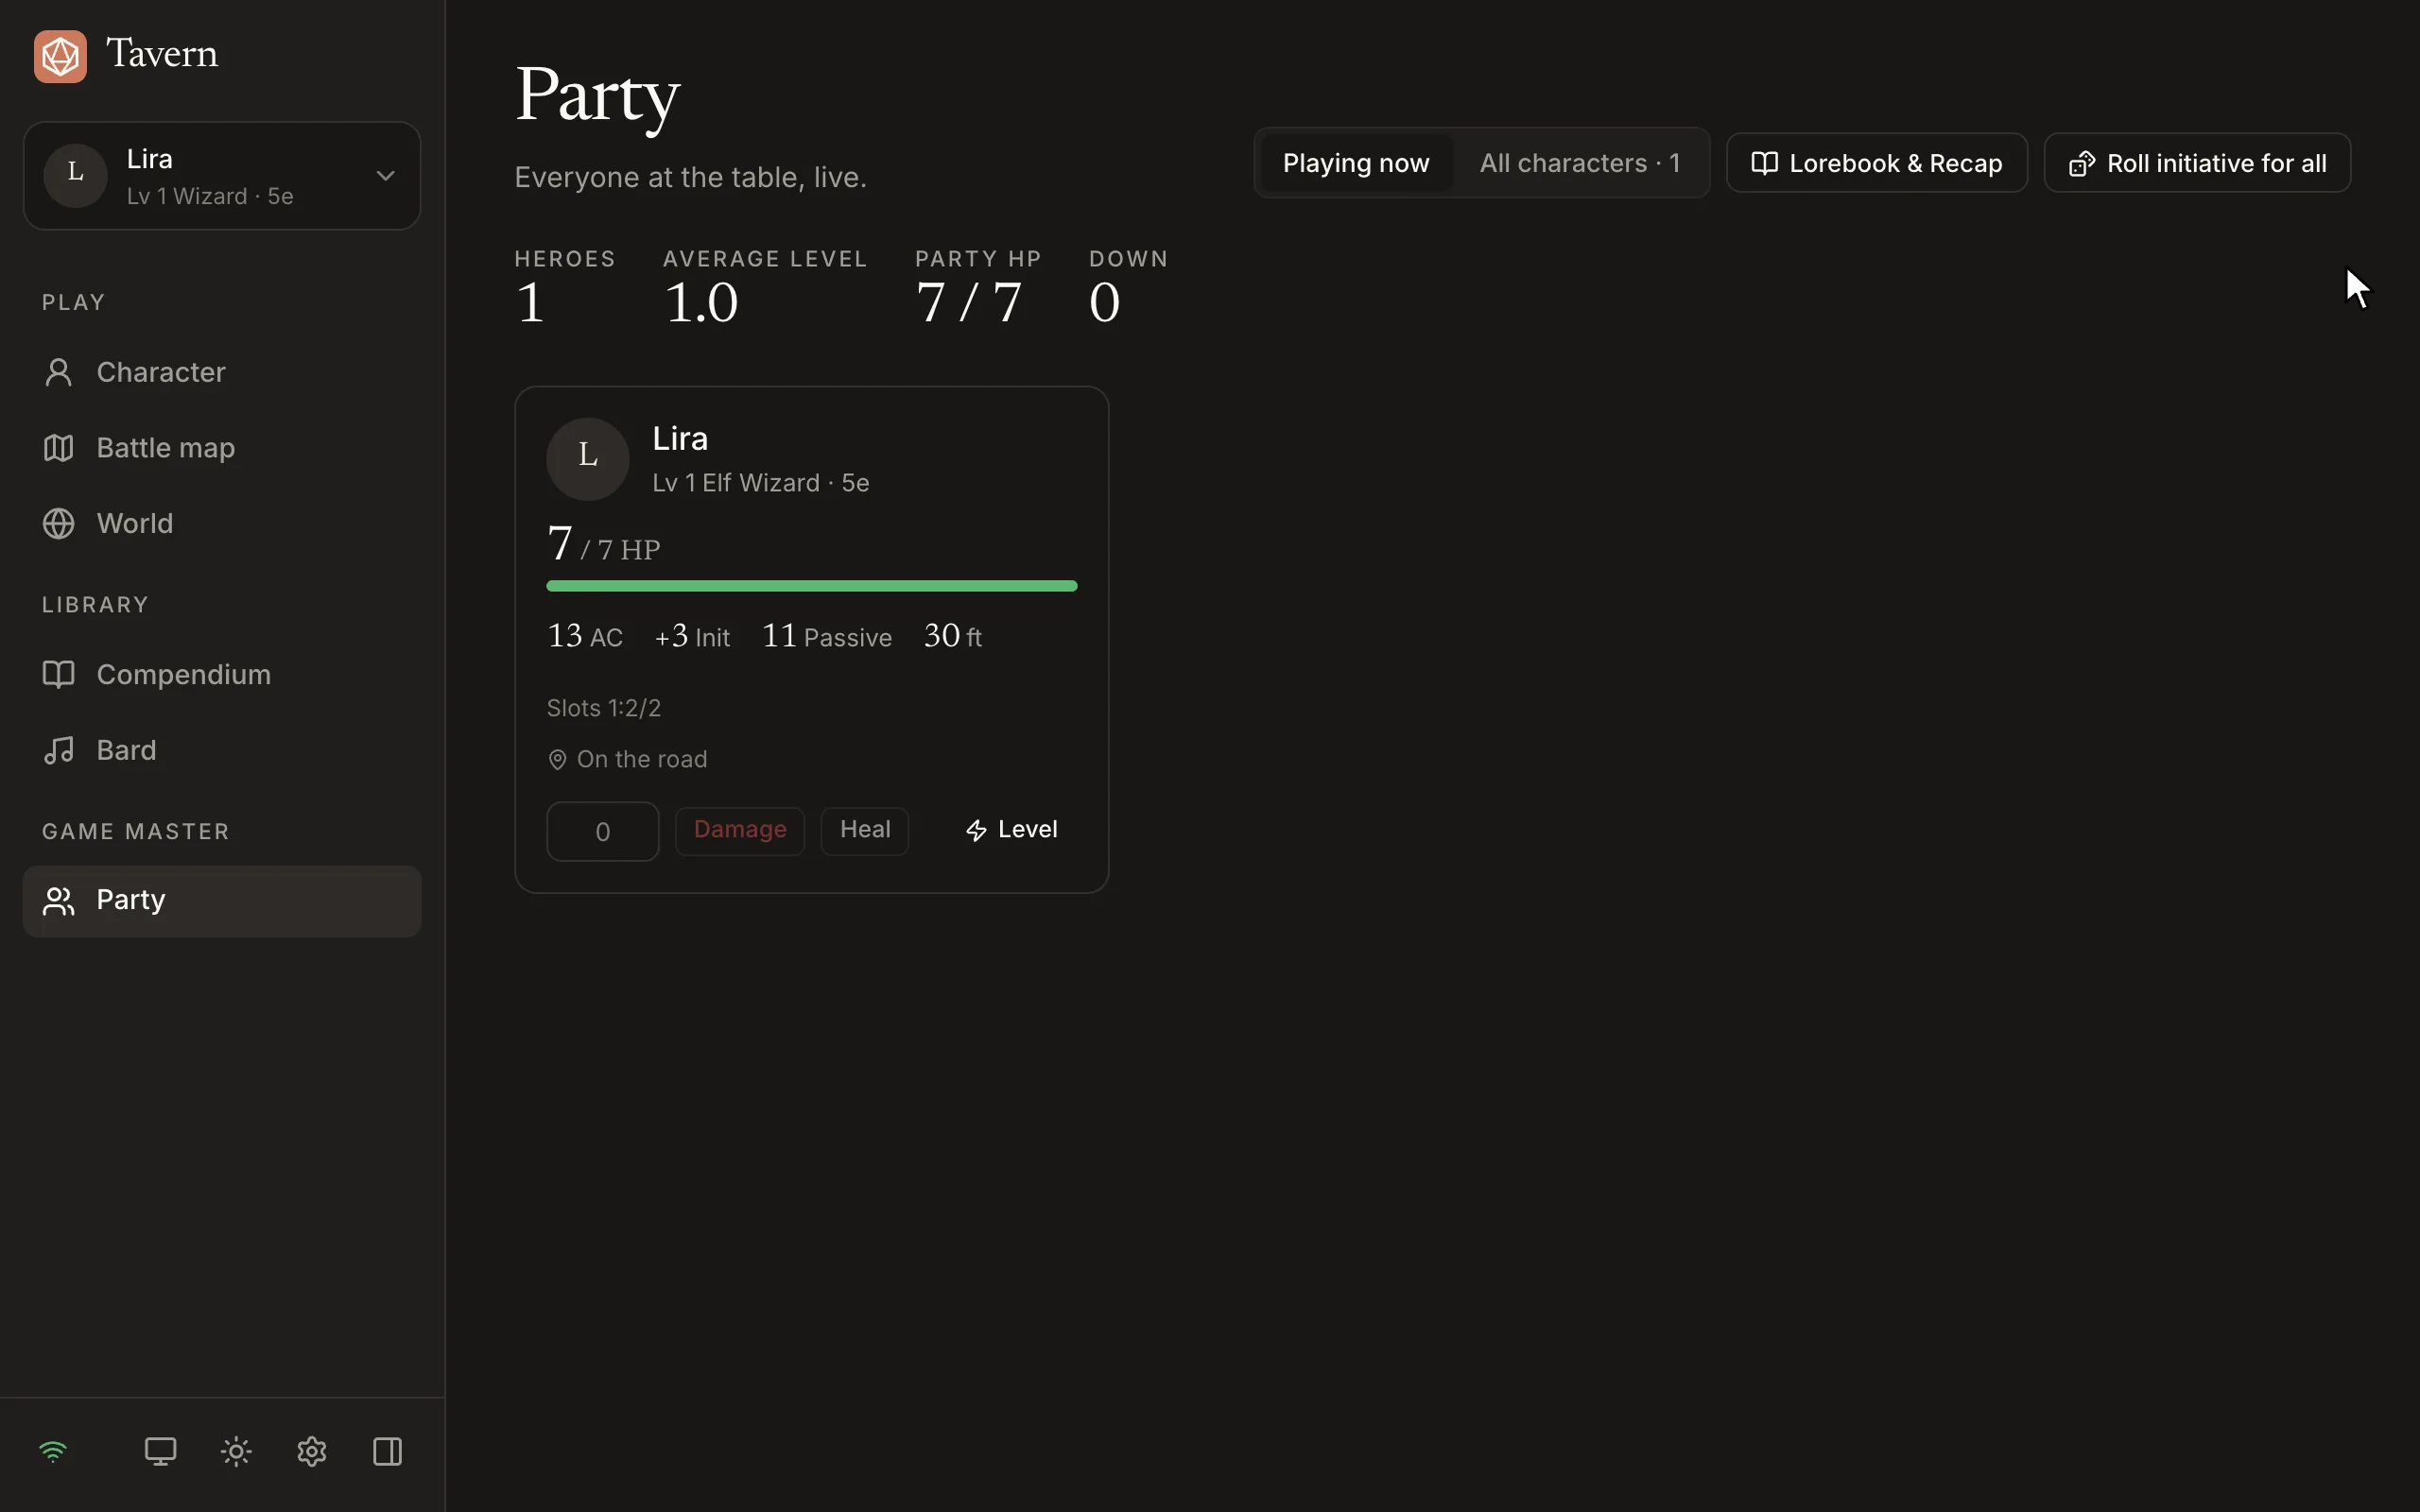 Tavern
L
Lira
Lv 1 Wizard · 5e
PLAY
Character
Battle map
World
LIBRARY
Compendium
Bard
GAME MASTER
Party
Party
Everyone at the table, live.
Playing now
All characters · 1
Lorebook & Recap
Roll initiative for all
HEROES
1
AVERAGE LEVEL
1.0
PARTY HP
7 / 7
DOWN
0
L
Lira
Lv 1 Elf Wizard · 5e
7 / 7 HP
13 AC +3 Init 11 Passive 30 ft
Slots 1:2/2
On the road
0 Damage Heal Level